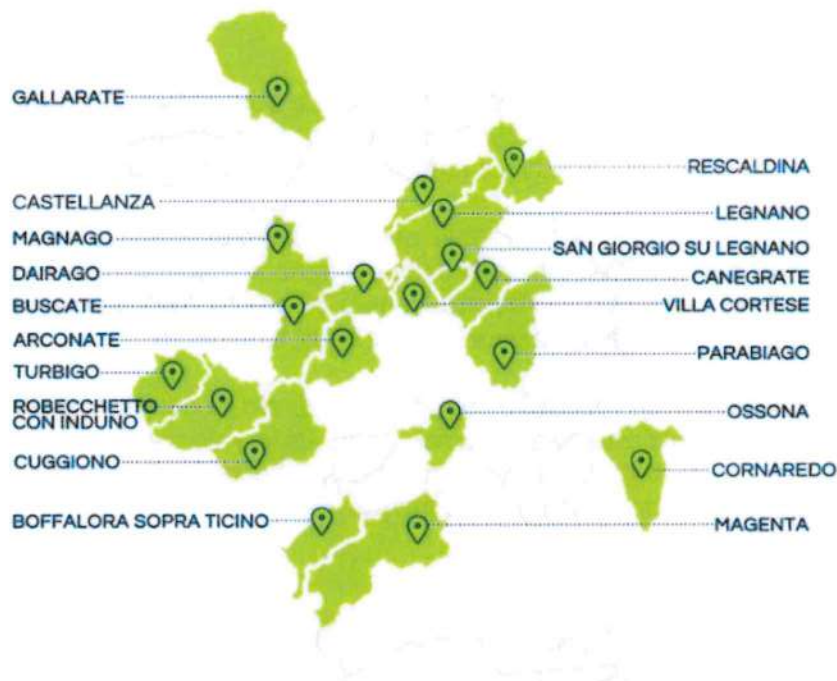 GALLARATE
CASTELLANZA
MAGNAGO
DAIRAGO
BUSCATE
ARCONATE
TURBIGO
ROBECCHETTO
CON INDUNO
CUGGIONO
BOFFALORA SOPRA TICINO
RESCALDINA
LEGNANO
SAN GIORGIO SU LEGNANO
CANEGRATE
VILLA CORTESE
PARABIAGO
OSSONA
CORNAREDO
MAGENTA